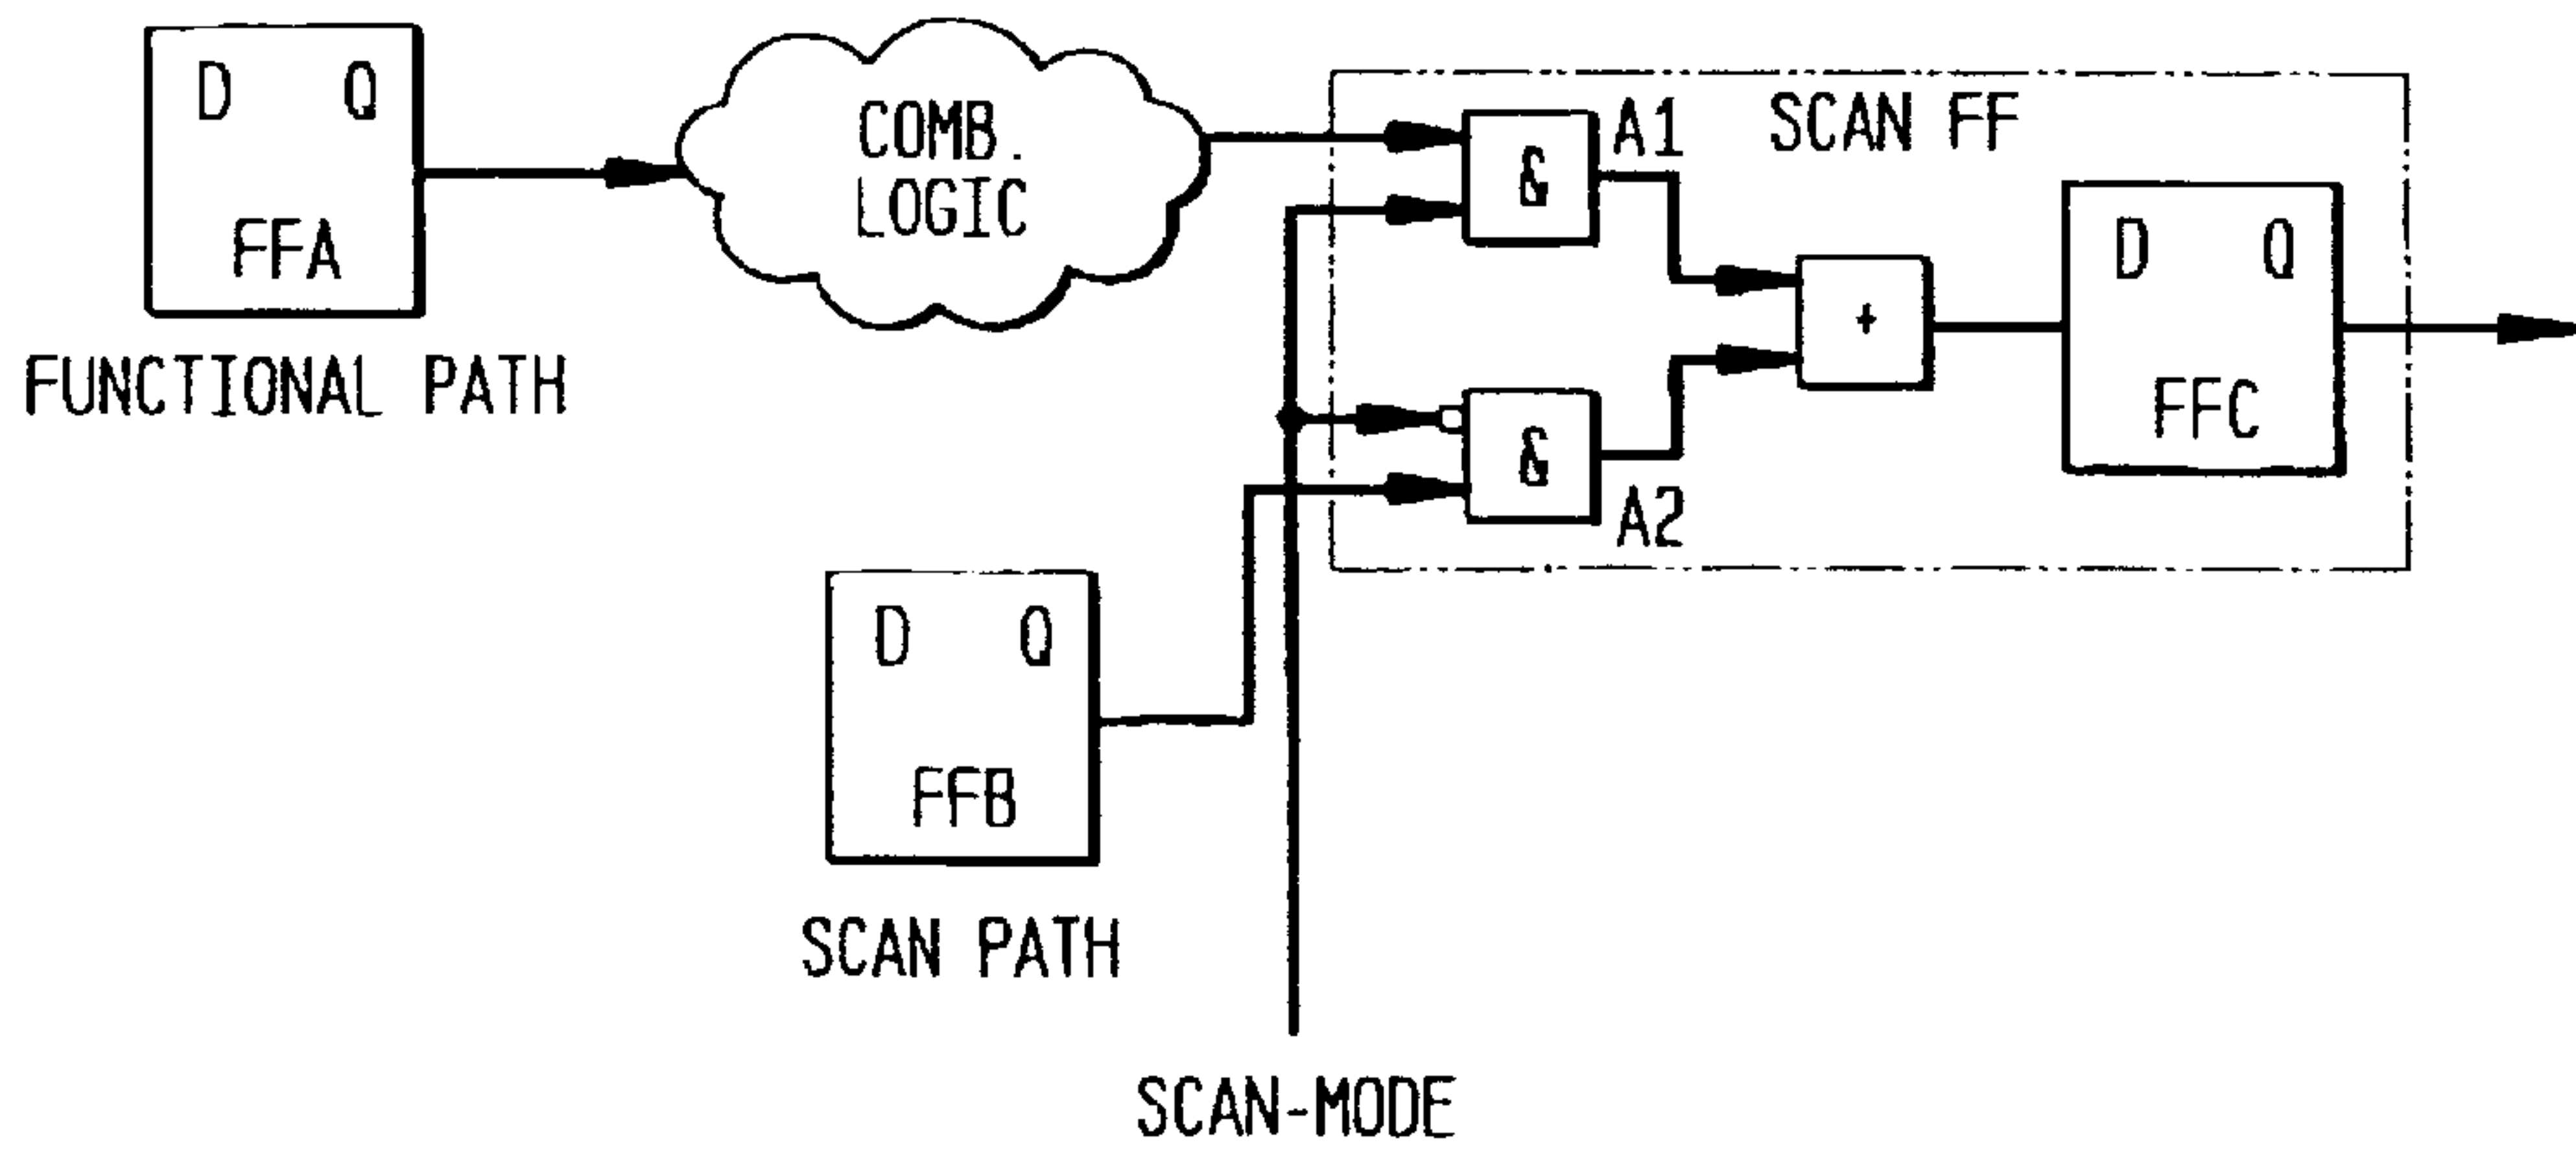 D Q
FFA
FUNCTIONAL PATH
COMB.
LOGIC
A1
SCAN FF
&
+
D Q
FFC
&
A2
D Q
FFB
SCAN PATH
SCAN-MODE